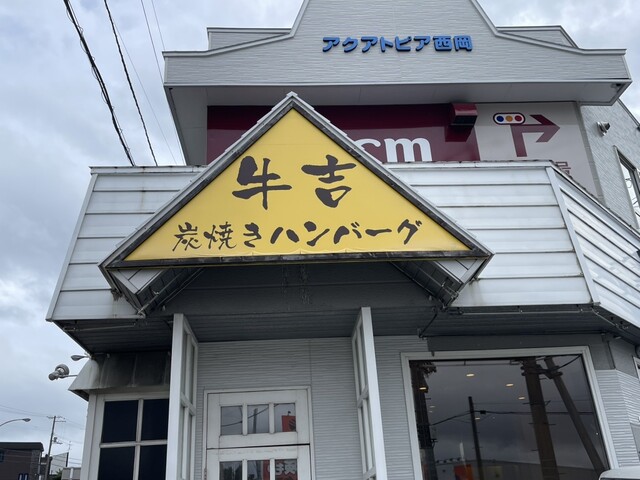 アクアトピア西岡
cm
牛吉
炭焼きハンバーグ